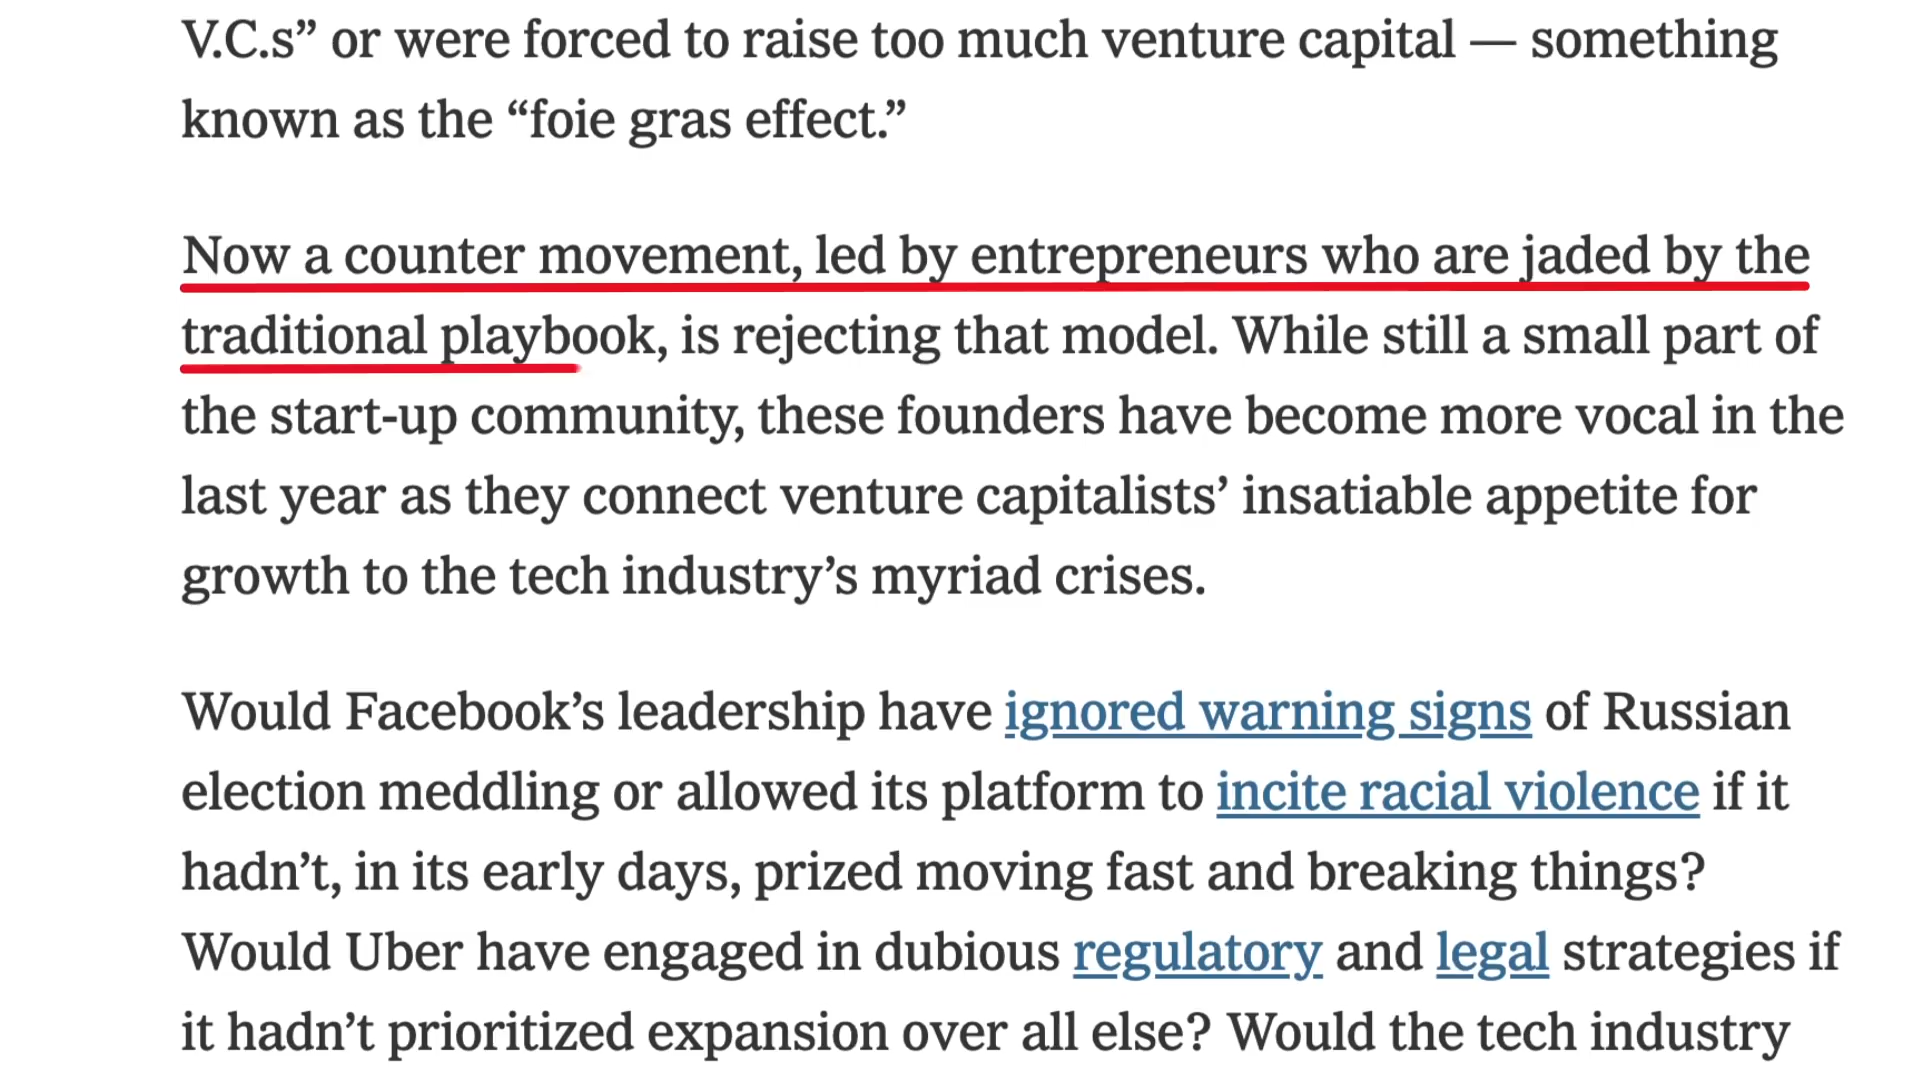 V.C.s” or were forced to raise too much venture capital — something
known as the “foie gras effect.”
Now a counter movement, led by entrepreneurs who are jaded by the
traditional playbook, is rejecting that model. While still a small part of
the start-up community, these founders have become more vocal in the
last year as they connect venture capitalists’ insatiable appetite for
growth to the tech industry’s myriad crises.
Would Facebook’s leadership have ignored warning signs of Russian
election meddling or allowed its platform to incite racial violence if it
hadn’t, in its early days, prized moving fast and breaking things?
Would Uber have engaged in dubious regulatory and legal strategies if
it hadn’t prioritized expansion over all else? Would the tech industry